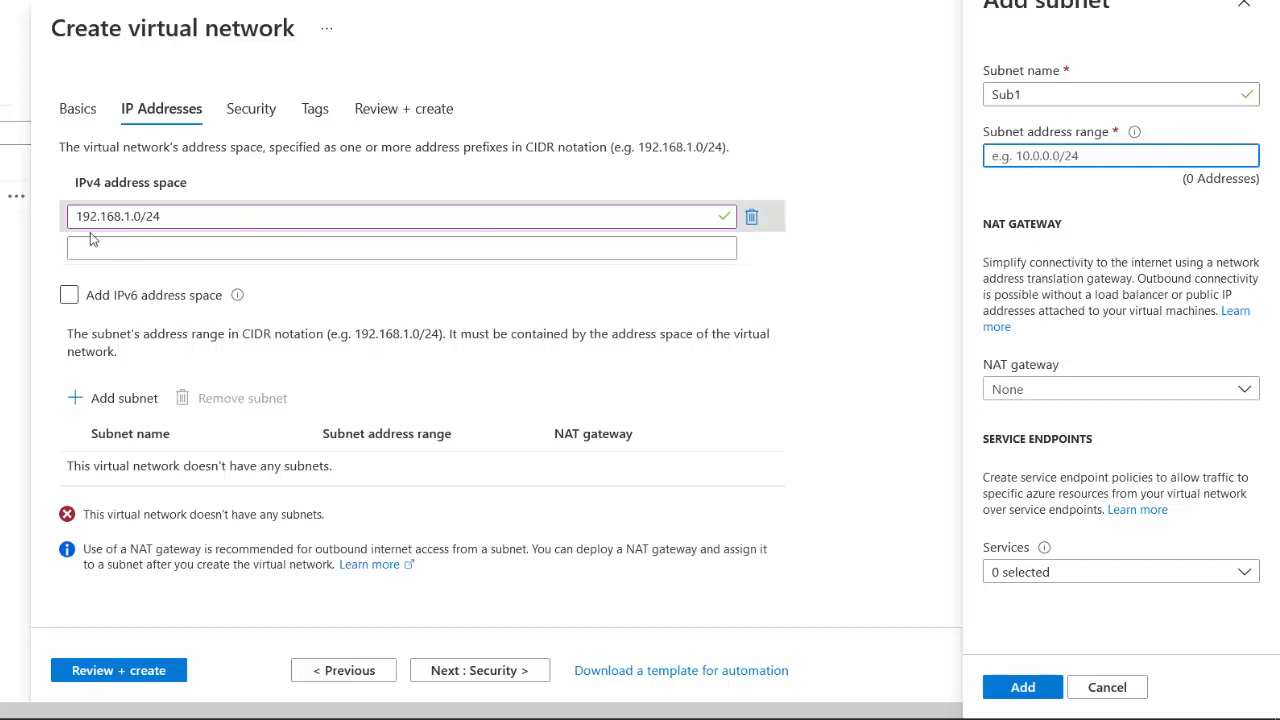 Create virtual network ...
Basics IP Addresses Security Tags Review + create
The virtual network's address space, specified as one or more address prefixes in CIDR notation (e.g. 192.168.1.0/24).
IPv4 address space
192.168.1.0/24
Add IPv6 address space
The subnet's address range in CIDR notation (e.g. 192.168.1.0/24). It must be contained by the address space of the virtual
network.
Add subnet Remove subnet
Subnet name Subnet address range NAT gateway
This virtual network doesn't have any subnets.
This virtual network doesn't have any subnets.
Use of a NAT gateway is recommended for outbound internet access from a subnet. You can deploy a NAT gateway and assign it
to a subnet after you create the virtual network. Learn more
Review + create < Previous Next : Security > Download a template for automation
Add subnet
Subnet name *
Sub1
Subnet address range *
e.g. 10.0.0.0/24
(0 Addresses)
NAT GATEWAY
Simplify connectivity to the internet using a network
address translation gateway. Outbound connectivity
is possible without a load balancer or public IP
addresses attached to your virtual machines. Learn
more
NAT gateway
None
SERVICE ENDPOINTS
Create service endpoint policies to allow traffic to
specific azure resources from your virtual network
over service endpoints. Learn more
Services
0 selected
Add Cancel